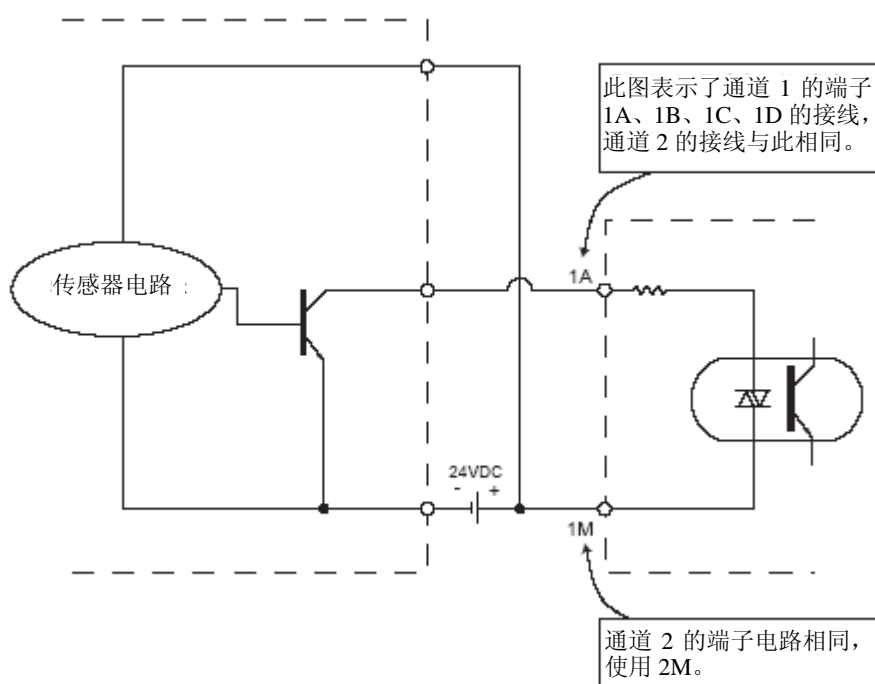 此图表示了通道 1 的端子
1A、1B、1C、1D 的接线，
通道 2 的接线与此相同。
1A
传感器电路 :
24VDC
- +
1M
通道 2 的端子电路相同，
使用 2M。